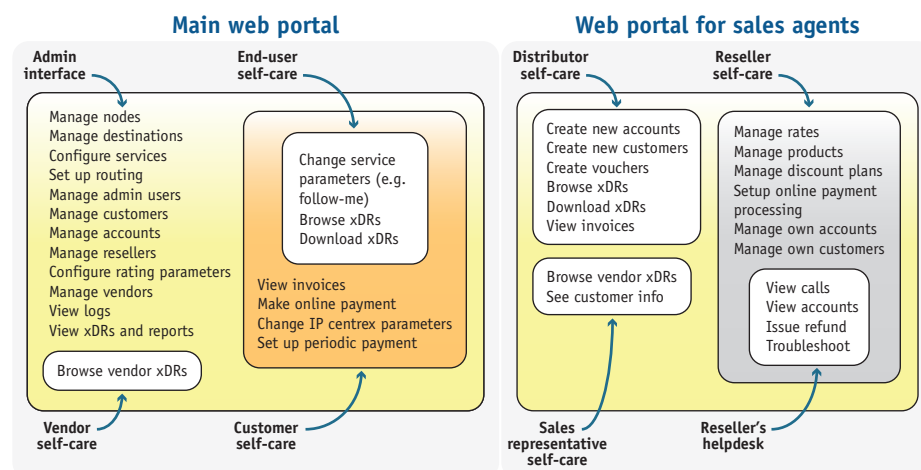 Main web portal
Admin
interface
End-user
self-care
Manage nodes
Manage destinations
Configure services
Set up routing
Manage admin users
Manage customers
Manage accounts
Manage resellers
Configure rating parameters
Manage vendors
View logs
View xDRs and reports
Browse vendor xDRs
Change service
parameters (e.g.
follow-me)
Browse xDRs
Download xDRs
View invoices
Make online payment
Change IP centrex parameters
Set up periodic payment
Vendor
self-care
Customer
self-care
Web portal for sales agents
Distributor
self-care
Reseller
self-care
Create new accounts
Create new customers
Create vouchers
Browse xDRs
Download xDRs
View invoices
Browse vendor xDRs
See customer info
Manage rates
Manage products
Manage discount plans
Setup online payment
processing
Manage own accounts
Manage own customers
View calls
View accounts
Issue refund
Troubleshoot
Sales
representative
self-care
Reseller's
helpdesk